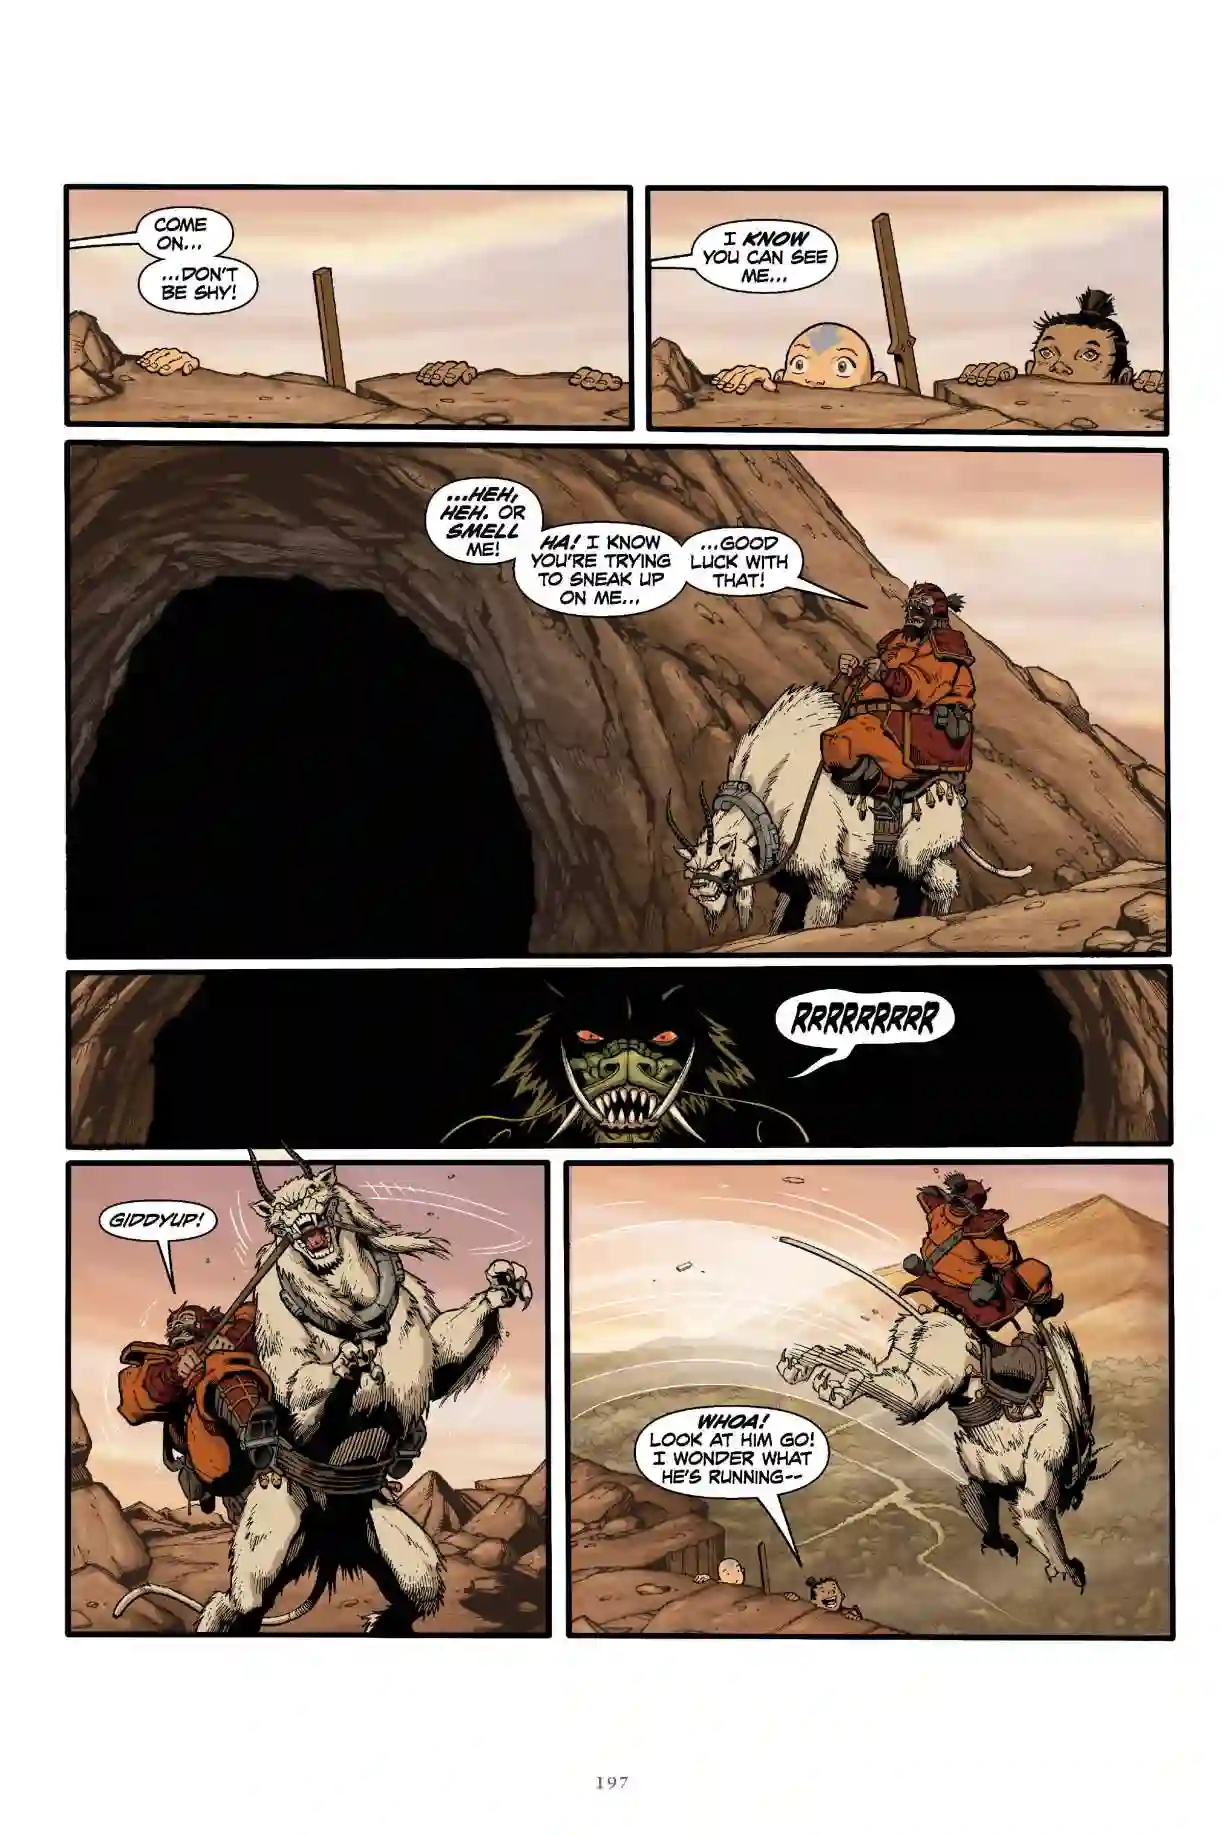 COME
ON...
...DON'T
BE SHY!
I KNOW
YOU CAN SEE
ME...
...HEH,
HEH. OR
SMELL
ME!
HA! I KNOW
YOU'RE TRYING
TO SNEAK UP
ON ME...
...GOOD
LUCK WITH
THAT!
RRRRRRRRR
GIDDYUP!
WHOA!
LOOK AT HIM GO!
I WONDER WHAT
HE'S RUNNING--
197